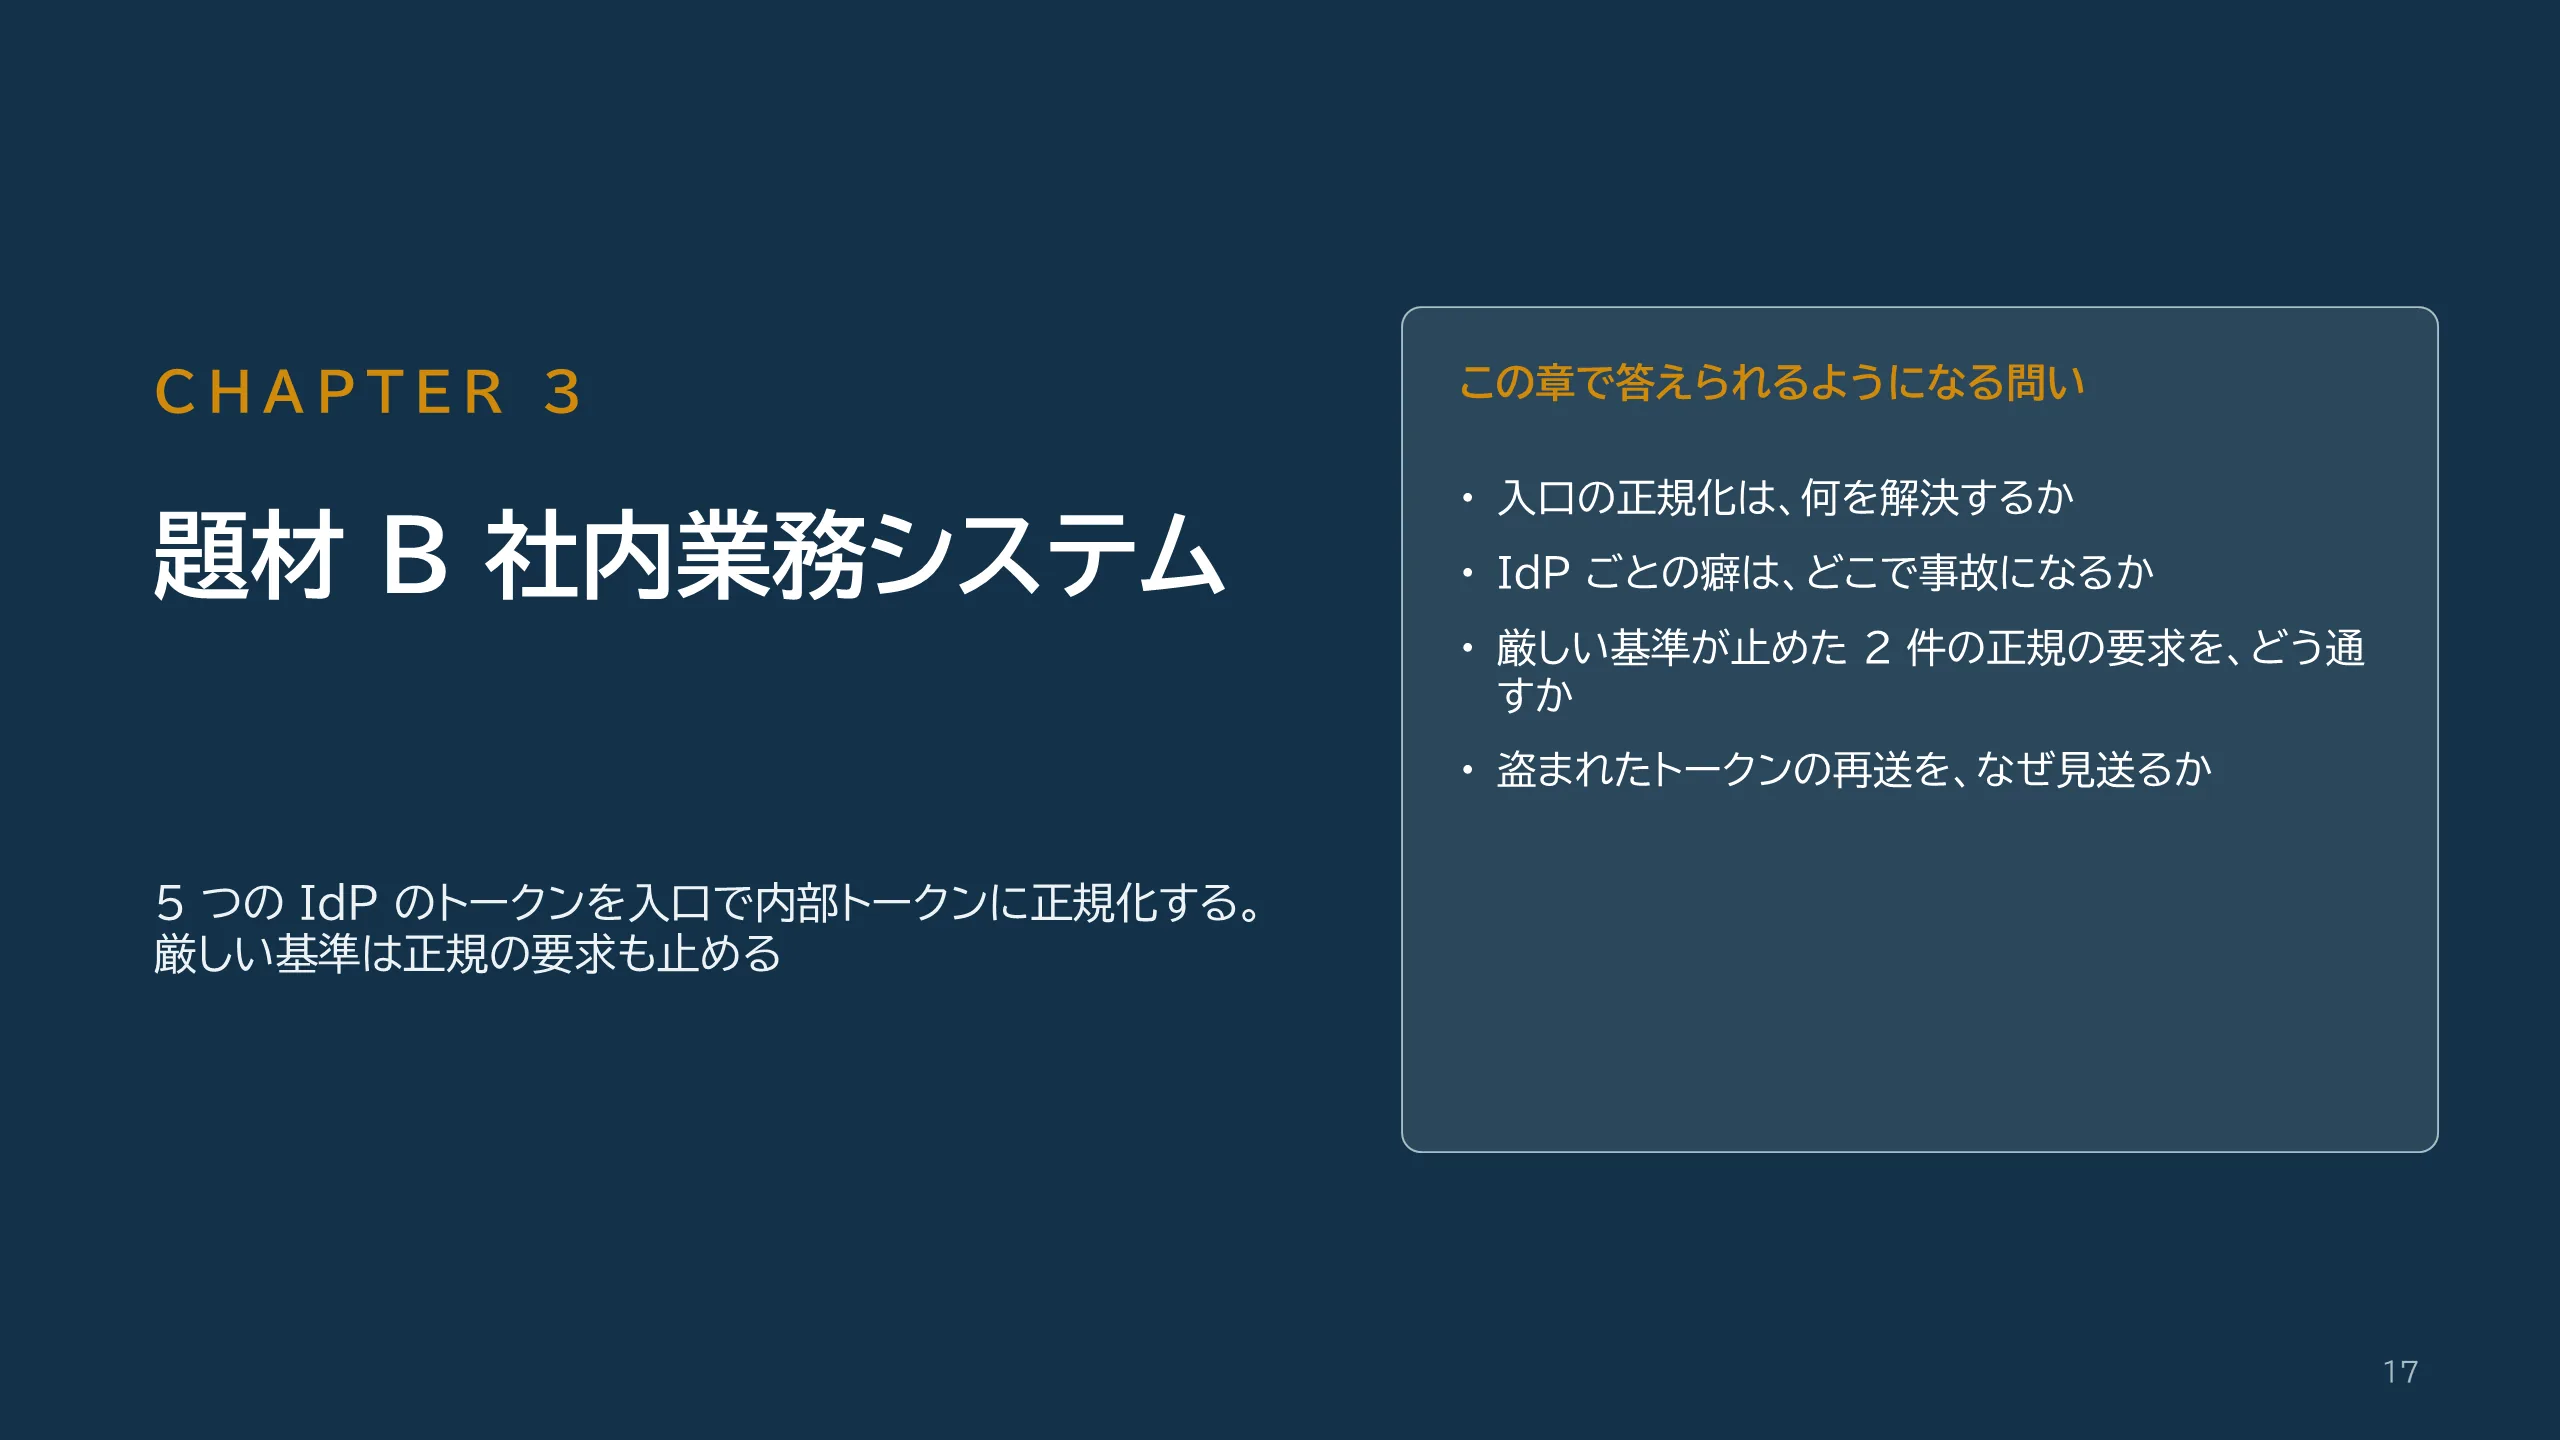 CHAPTER 3
題材 B 社内業務システム
5 つの IdP のトークンを入口で内部トークンに正規化する。
厳しい基準は正規の要求も止める
この章で答えられるようになる問い
• 入口の正規化は、何を解決するか
• IdP ごとの癖は、どこで事故になるか
• 厳しい基準が止めた 2 件の正規の要求を、どう通
すか
• 盗まれたトークンの再送を、なぜ見送るか
17